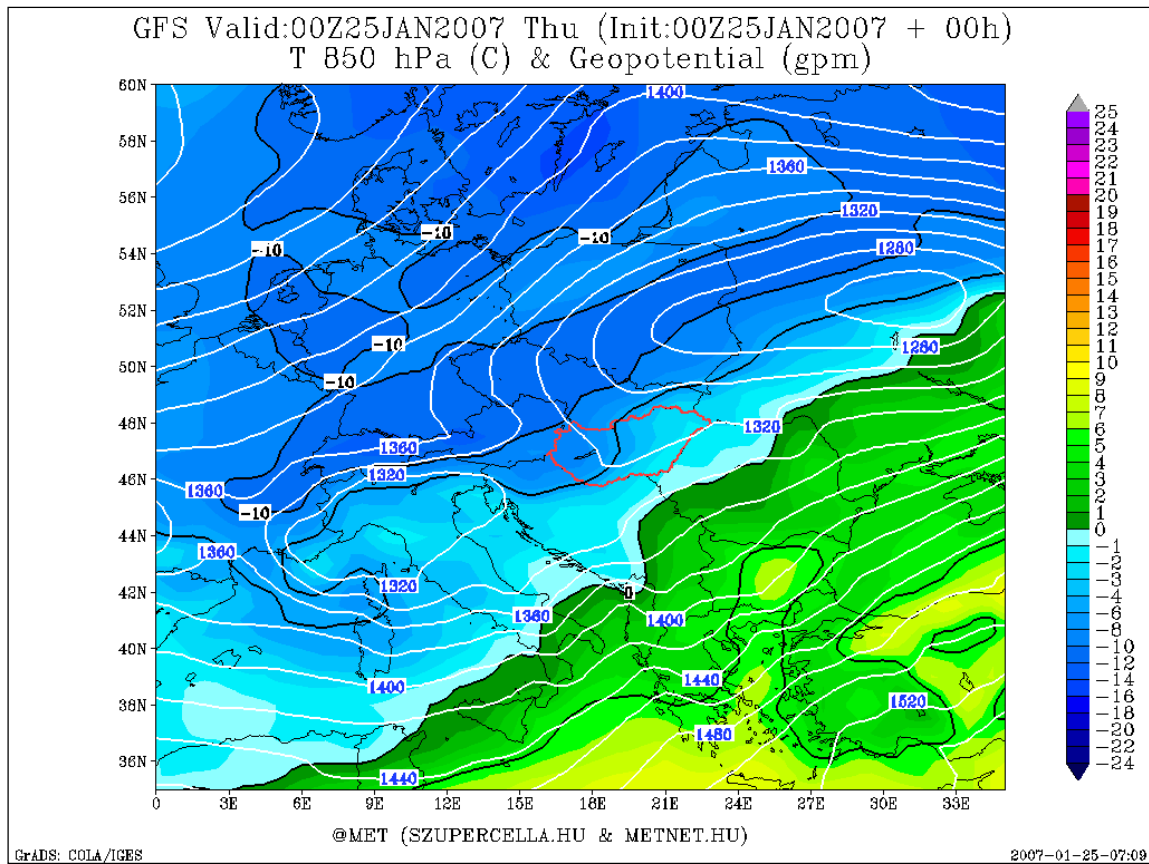 GFS Valid:00Z25JAN2007 Thu (Init:00Z25JAN2007 + 00h)
T 850 hPa (C) & Geopotential (gpm)
60N
58N
56N
54N
52N
50N
48N
46N
44N
42N
40N
38N
36N
1400
1360
1320
1280
-10
-10
-10
-10
-10
1280
1320
1360
1320
1360
-10
1360
1320
0
1360
1400
1400
1440
1520
1480
1440
0
3E
6E
9E
12E
15E
18E
21E
24E
27E
30E
33E
25
24
23
22
21
20
19
18
17
16
15
14
13
12
11
10
9
8
7
6
5
4
3
2
1
0
-1
-2
-3
-4
-6
-8
-10
-12
-14
-16
-18
-20
-22
-24
@MET (SZUPERCELLA.HU & METNET.HU)
GrADS: COLA/IGES
2007-01-25-07:09